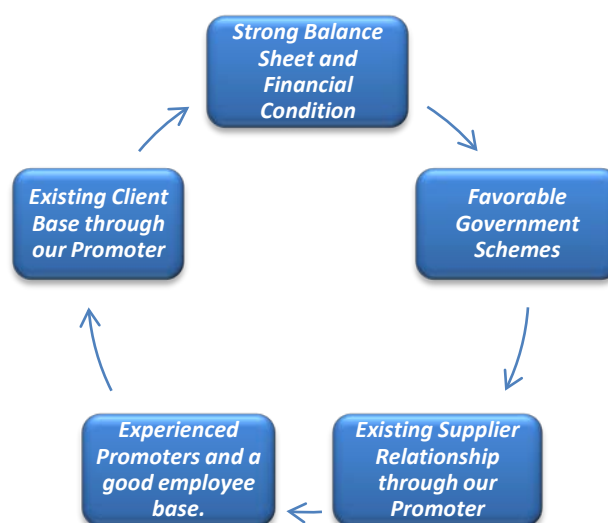 Strong Balance
Sheet and
Financial
Condition
Favorable
Government
Schemes
Existing Supplier
Relationship
through our
Promoter
Experienced
Promoters and a
good employee
base.
Existing Client
Base through
our Promoter